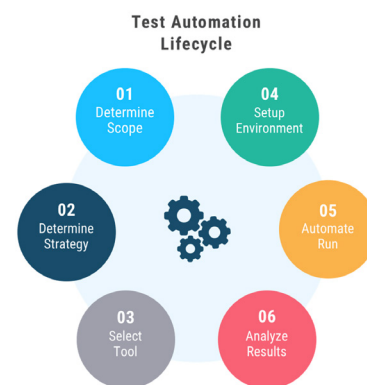 Test Automation
Lifecycle
01
Determine
Scope
02
Determine
Strategy
03
Select
Tool
04
Setup
Environment
05
Automate
Run
06
Analyze
Results